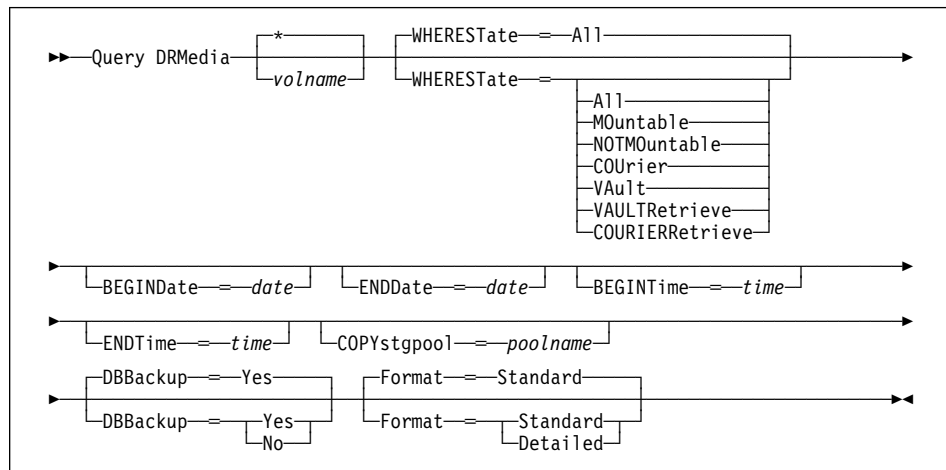 *
WHERESTate = All
Query DRMedia
volname
WHERESTate =
All
MOuntable
NOTMOuntable
COUrier
VAult
VAULTRetrieve
COURIERRetrieve
BEGINDate = date
ENDDate = date
BEGINTime = time
ENDTime = time
COPYstgpool = poolname
DBBackup = Yes
Format = Standard
DBBackup = Yes
No
Format = Standard
Detailed